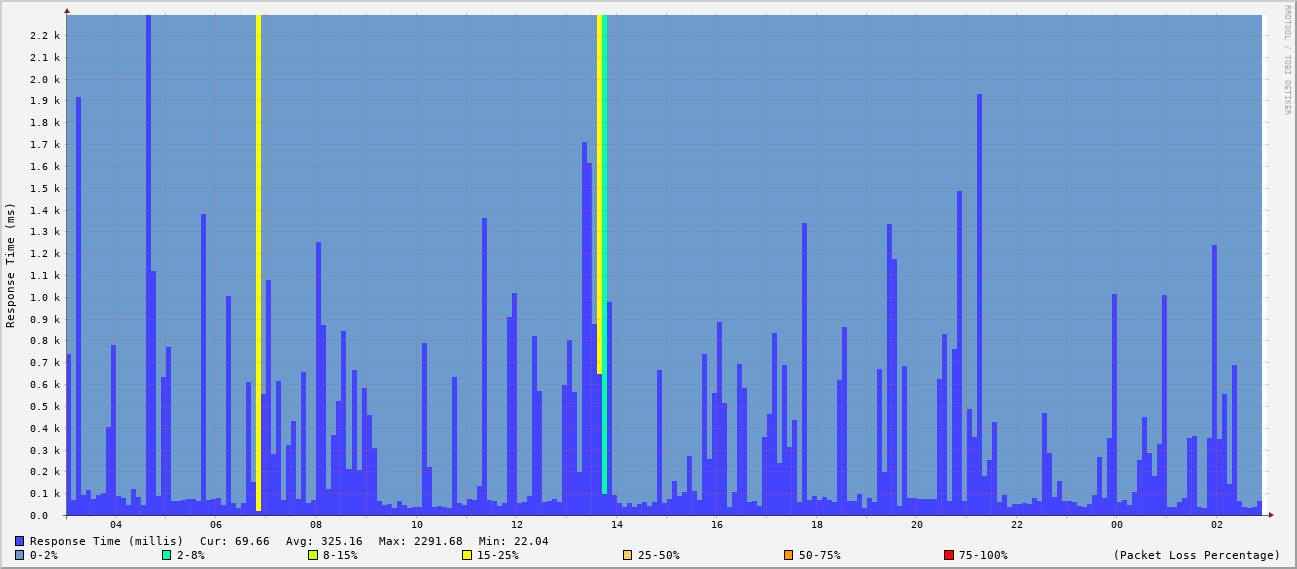 RRDTOOL / TOBI OETIKER
Response Time (ms)
2.2 k
2.1 k
2.0 k
1.9 k
1.8 k
1.7 k
1.6 k
1.5 k
1.4 k
1.3 k
1.2 k
1.1 k
1.0 k
0.9 k
0.8 k
0.7 k
0.6 k
0.5 k
0.4 k
0.3 k
0.2 k
0.1 k
0.0
04 06 08 10 12 14 16 18 20 22 00 02
Response Time (millis) Cur: 69.66 Avg: 325.16 Max: 2291.68 Min: 22.04
0-2% 2-8% 8-15% 15-25% 25-50% 50-75% 75-100% (Packet Loss Percentage)